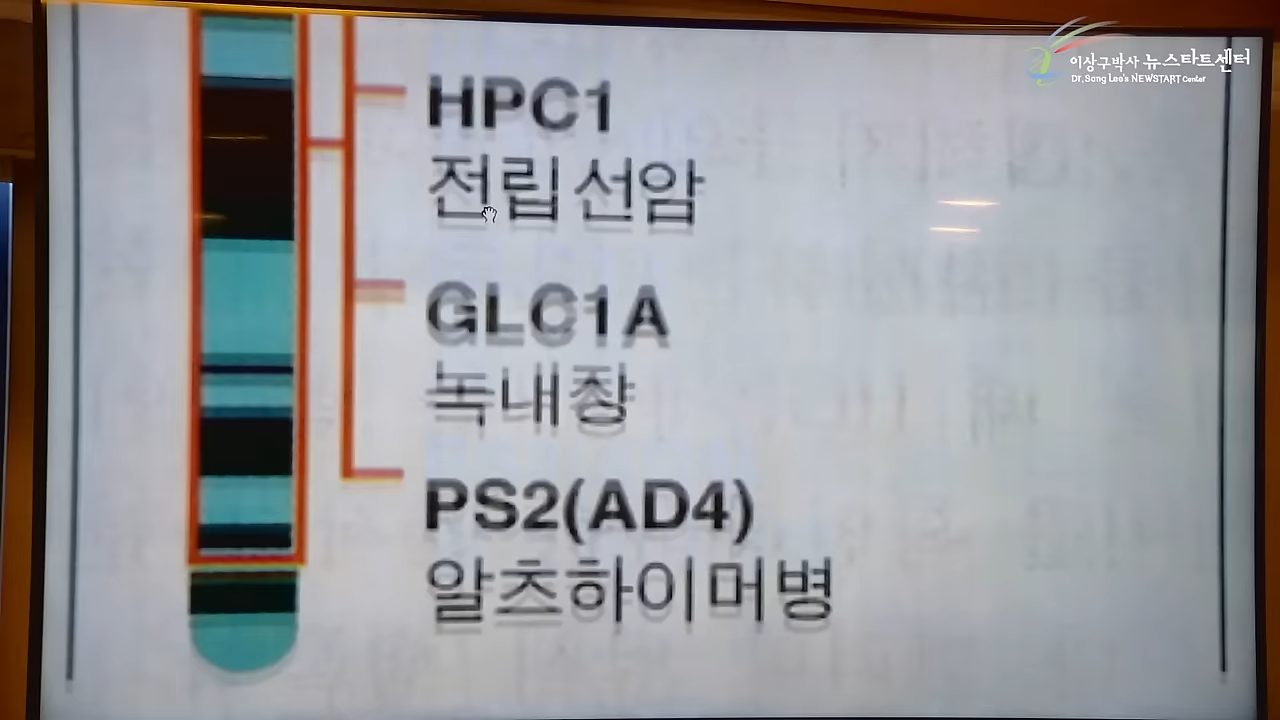 이상구박사 뉴스타트센터
Dr. Sang Lee's NEWSTART Center
HPC1
전립선암
GLC1A
녹내장
PS2(AD4)
알츠하이머병